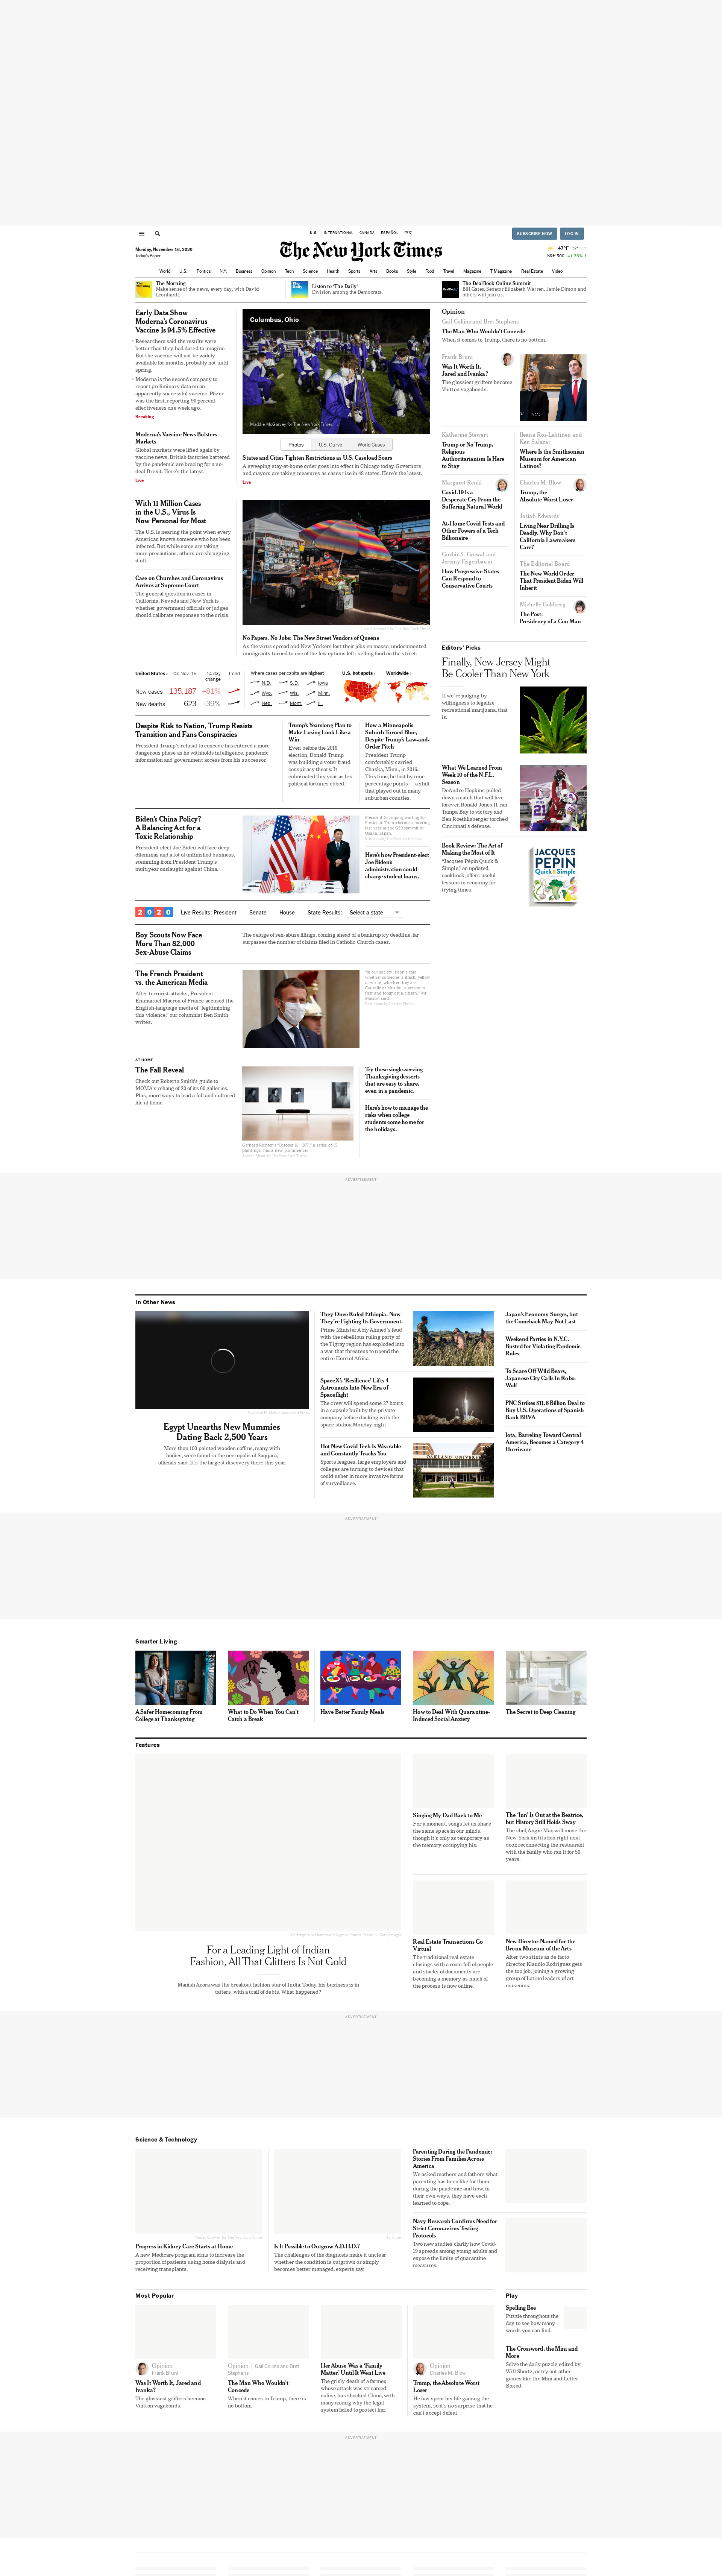 U.S.
INTERNATIONAL
CANADA
ESPAÑOL
中文
SUBSCRIBE NOW
LOG IN
Monday, November 16, 2020
Today's Paper
The New York Times
47°F
S&P 500 +1.36% ↑
World
U.S.
Politics
N.Y.
Business
Opinion
Tech
Science
Health
Sports
Arts
Books
Style
Food
Travel
Magazine
T Magazine
Real Estate
Video
The Morning
Make sense of the news, every day, with David
Leonhardt.
Listen to 'The Daily'
Division among the Democrats.
The DealBook Online Summit
Bill Gates, Senator Elizabeth Warren, Jamie Dimon and
others will join us.
Early Data Show
Moderna's Coronavirus
Vaccine Is 94.5% Effective
Researchers said the results were
better than they had dared to imagine.
But the vaccine will not be widely
available for months, probably not until
spring.
Moderna is the second company to
report preliminary data on an
apparently successful vaccine. Pfizer
was the first, reporting 90 percent
effectiveness one week ago.
Breaking
Moderna's Vaccine News Bolsters
Markets
Global markets were lifted again by
vaccine news. British factories battered
by the pandemic are bracing for a no-
deal Brexit. Here's the latest.
Live
Columbus, Ohio
Maddie McGarvey for The New York Times
Photos
U.S. Curve
World Cases
States and Cities Tighten Restrictions as U.S. Caseload Soars
A sweeping stay-at-home order goes into effect in Chicago today. Governors
and mayors are taking measures as cases rise in 48 states. Here's the latest.
Live
With 11 Million Cases
in the U.S., Virus Is
Now Personal for Most
The U.S. is nearing the point when every
American knows someone who has been
infected. But while some are taking
more precautions, others are shrugging
it off.
Case on Churches and Coronavirus
Arrives at Supreme Court
The general question in cases in
California, Nevada and New York is
whether government officials or judges
should calibrate responses to the crisis.
No Papers, No Jobs: The New Street Vendors of Queens
As the virus spread and New Yorkers lost their jobs en masse, undocumented
immigrants turned to one of the few options left: selling food on the street.
United States ›
On Nov. 15
14-day
change
Trend
New cases
135,187
+81%
New deaths
623
+39%
Where cases per capita are highest
N.D.
S.D.
Iowa
Wyo.
Wis.
Minn.
Neb.
Mont.
Ill.
U.S. hot spots ›
Worldwide ›
Despite Risk to Nation, Trump Resists
Transition and Fans Conspiracies
President Trump's refusal to concede has entered a more
dangerous phase as he withholds intelligence, pandemic
information and government access from his successor.
Trump's Yearslong Plan to
Make Losing Look Like a
Win
Even before the 2016
election, Donald Trump
was building a voter fraud
conspiracy theory. It
culminated this year as his
political fortunes ebbed.
How a Minneapolis
Suburb Turned Blue,
Despite Trump's Law-and-
Order Pitch
President Trump
comfortably carried
Chaska, Minn., in 2016.
This time, he lost by nine
percentage points — a shift
that played out in many
suburban counties.
Biden's China Policy?
A Balancing Act for a
Toxic Relationship
President-elect Joe Biden will face deep
dilemmas and a lot of unfinished business,
stemming from President Trump's
multiyear onslaught against China.
President Xi Jinping waiting for
President Trump before a meeting
last year at the G20 summit in
Osaka, Japan.
Here's how President-elect
Joe Biden's
administration could
change student loans.
2020
Live Results: President
Senate
House
State Results:
Select a state
Boy Scouts Now Face
More Than 82,000
Sex-Abuse Claims
The deluge of sex-abuse filings, coming ahead of a bankruptcy deadline, far
surpasses the number of claims filed in Catholic Church cases.
The French President
vs. the American Media
After terrorist attacks, President
Emmanuel Macron of France accused the
English-language media of "legitimizing
this violence," our columnist Ben Smith
writes.
AT HOME
The Fall Reveal
Check out Roberta Smith's guide to
MOMA's rehang of 20 of its 60 galleries.
Plus, more ways to lead a full and cultured
life at home.
Gerhard Richter's "October 18, 1977," a series of 15
paintings, has a new prominence.
Try these single-serving
Thanksgiving desserts
that are easy to share,
even in a pandemic.
Here's how to manage the
risks when college
students come home for
the holidays.
Opinion
Gail Collins and Bret Stephens
The Man Who Wouldn't Concede
When it comes to Trump, there is no bottom.
Frank Bruni
Was It Worth It,
Jared and Ivanka?
The glossiest grifters become
Vuitton vagabonds.
Katherine Stewart
Trump or No Trump,
Religious
Authoritarianism Is Here
to Stay
Ileana Ros-Lehtinen and
Ken Salazar
Where Is the Smithsonian
Museum for American
Latinos?
Margaret Renkl
Covid-19 Is a
Desperate Cry From the
Suffering Natural World
Charles M. Blow
Trump, the
Absolute Worst Loser
At-Home Covid Tests and
Other Powers of a Tech
Billionaire
Josiah Edwards
Living Near Drilling Is
Deadly. Why Don't
California Lawmakers
Care?
Gurbir S. Grewal and
Jeremy Feigenbaum
How Progressive States
Can Respond to
Conservative Courts
The Editorial Board
The New World Order
That President Biden Will
Inherit
Michelle Goldberg
The Post-
Presidency of a Con Man
Editors' Picks
Finally, New Jersey Might
Be Cooler Than New York
If we're judging by
willingness to legalize
recreational marijuana, that
is.
What We Learned From
Week 10 of the N.F.L.
Season
DeAndre Hopkins pulled
down a catch that will live
forever, Ronald Jones II ran
Tampa Bay to victory and
Ben Roethlisberger torched
Cincinnati's defense.
Book Review: The Art of
Making the Most of It
"Jacques Pépin Quick &
Simple," an updated
cookbook, offers useful
lessons in economy for
trying times.
JACQUES
PÉPIN
Quick & Simple
ADVERTISEMENT
In Other News
Egypt Unearths New Mummies
Dating Back 2,500 Years
More than 100 painted wooden coffins, many with
bodies, were found in the necropolis of Saqqara,
officials said. It's the largest discovery there this year.
They Once Ruled Ethiopia. Now
They're Fighting Its Government.
Prime Minister Abiy Ahmed's feud
with the rebellious ruling party of
the Tigray region has exploded into
a war that threatens to upend the
entire Horn of Africa.
SpaceX's 'Resilience' Lifts 4
Astronauts Into New Era of
Spaceflight
The crew will spend some 27 hours
in a capsule built by the private
company before docking with the
space station Monday night.
Hot New Covid Tech Is Wearable
and Constantly Tracks You
Sports leagues, large employers and
colleges are turning to devices that
could usher in more invasive forms
of surveillance.
Japan's Economy Surges, but
the Comeback May Not Last
Weekend Parties in N.Y.C.
Busted for Violating Pandemic
Rules
To Scare Off Wild Bears,
Japanese City Calls In Robo-
Wolf
PNC Strikes $11.6 Billion Deal to
Buy U.S. Operations of Spanish
Bank BBVA
Iota, Barreling Toward Central
America, Becomes a Category 4
Hurricane
ADVERTISEMENT
Smarter Living
A Safer Homecoming From
College at Thanksgiving
What to Do When You Can't
Catch a Break
Have Better Family Meals
How to Deal With Quarantine-
Induced Social Anxiety
The Secret to Deep Cleaning
Features
For a Leading Light of Indian
Fashion, All That Glitters Is Not Gold
Manish Arora was the breakout fashion star of India. Today, his business is in
tatters, with a trail of debts. What happened?
Singing My Dad Back to Me
For a moment, songs let us share
the same space in our minds,
though it's only as temporary as
the memory occupying his.
The 'Inn' Is Out at the Beatrice,
but History Still Holds Sway
The chef, Angie Mar, will move the
New York institution right next
door, reconnecting the restaurant
with the family who ran it for 50
years.
Real Estate Transactions Go
Virtual
The traditional real estate
closings with a room full of people
and stacks of documents are
becoming a memory, as much of
the process is now online.
New Director Named for the
Bronx Museum of the Arts
After two stints as de facto
director, Klaudio Rodriguez gets
the top job, joining a growing
group of Latino leaders of art
museums.
ADVERTISEMENT
Science & Technology
Progress in Kidney Care Starts at Home
A new Medicare program aims to increase the
proportion of patients using home dialysis and
receiving transplants.
Is It Possible to Outgrow A.D.H.D.?
The challenges of the diagnosis make it unclear
whether the condition is outgrown or simply
becomes better managed, experts say.
Parenting During the Pandemic:
Stories From Families Across
America
We asked mothers and fathers what
parenting has been like for them
during the pandemic and how, in
their own ways, they have each
learned to cope.
Navy Research Confirms Need for
Strict Coronavirus Testing
Protocols
Two new studies clarify how Covid-
19 spreads among young adults and
expose the limits of quarantine
measures.
Most Popular
Opinion
Frank Bruni
Was It Worth It, Jared and
Ivanka?
The glossiest grifters become
Vuitton vagabonds.
Opinion
Gail Collins and Bret
Stephens
The Man Who Wouldn't
Concede
When it comes to Trump, there is
no bottom.
Her Abuse Was a 'Family
Matter,' Until It Went Live
The grisly death of a farmer,
whose attack was streamed
online, has shocked China, with
many asking why the legal
system failed to protect her.
Opinion
Charles M. Blow
Trump, the Absolute Worst
Loser
He has spent his life gaming the
system, so it's no surprise that he
can't accept defeat.
Play
Spelling Bee
Puzzle throughout the
day to see how many
words you can find.
The Crossword, the Mini and
More
Solve the daily puzzle edited by
Will Shortz, or try out other
games like the Mini and Letter
Boxed.
ADVERTISEMENT